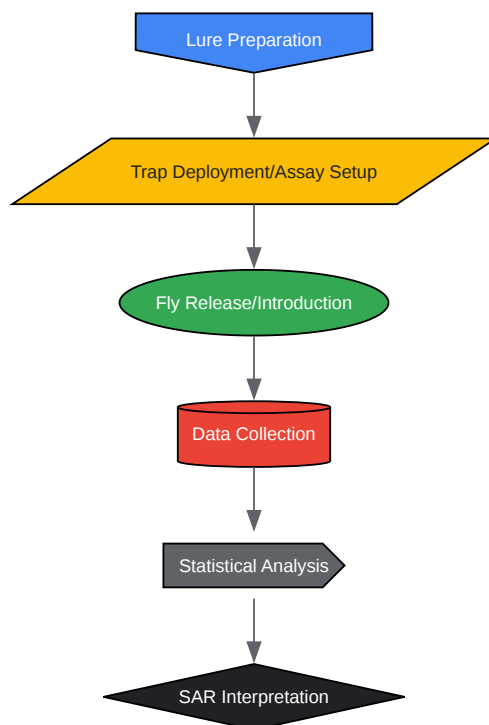 Lure Preparation
Trap Deployment/Assay Setup
Fly Release/Introduction
Data Collection
Statistical Analysis
SAR Interpretation